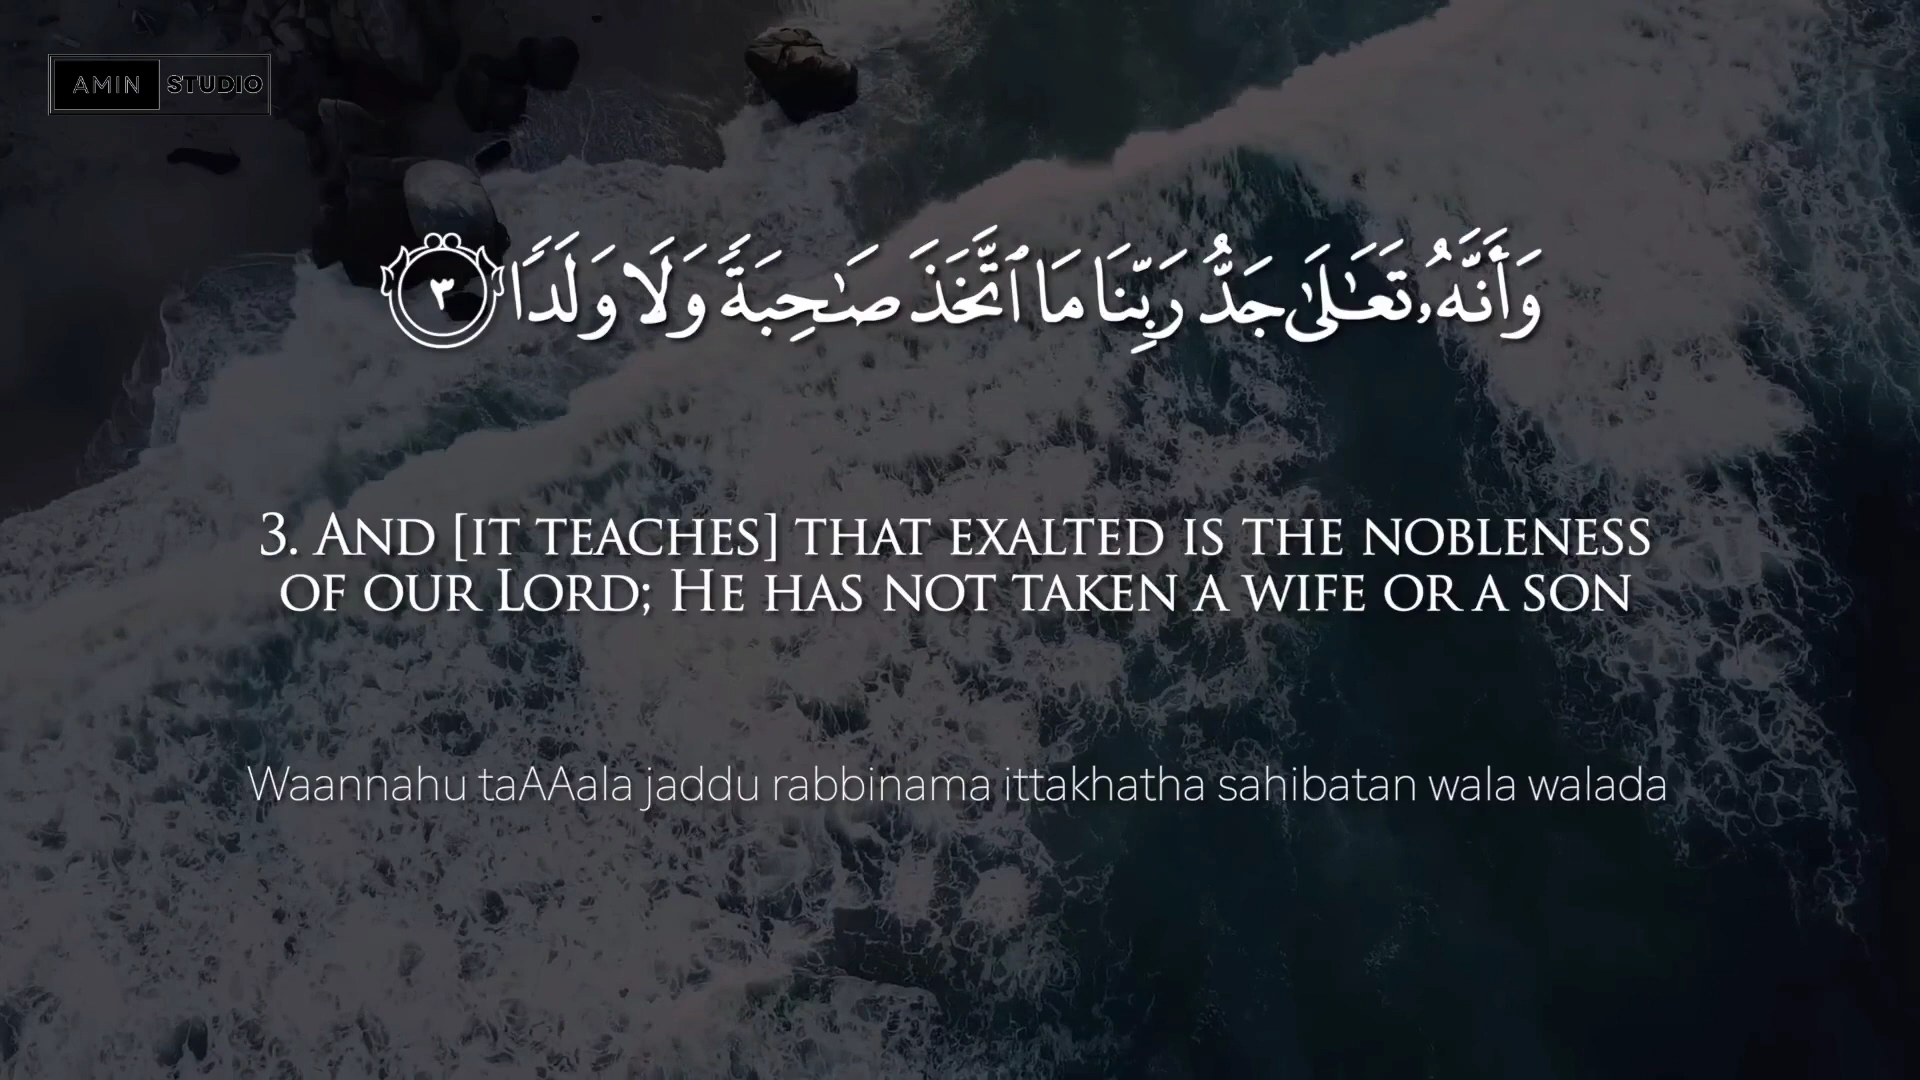 AMIN STUDIO
وَأَنَّهُۥ تَعَـٰلَىٰ جَدُّ رَبِّنَا مَا ٱتَّخَذَ صَـٰحِبَةً وَلَا وَلَدًا ٣
3. And [it teaches] that exalted is the nobleness
of our Lord; He has not taken a wife or a son
Waannahu taAAala jaddu rabbinama ittakhatha sahibatan wala walada